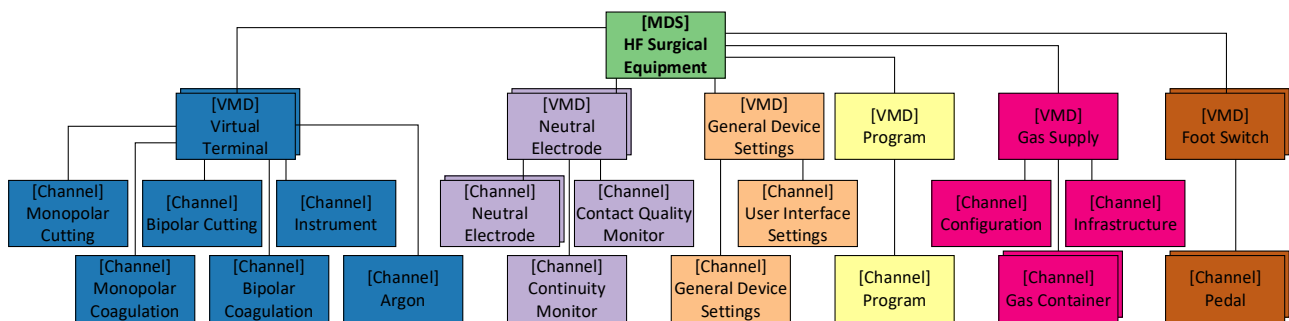 [MDS]
HF Surgical
Equipment
[VMD]
Virtual
Terminal
[VMD]
Neutral
Electrode
[VMD]
General Device
Settings
[VMD]
Program
[VMD]
Gas Supply
[VMD]
Foot Switch
[Channel]
Monopolar
Cutting
[Channel]
Bipolar Cutting
[Channel]
Instrument
[Channel]
Neutral
Electrode
[Channel]
Contact Quality
Monitor
[Channel]
User Interface
Settings
[Channel]
Configuration
[Channel]
Infrastructure
[Channel]
Monopolar
Coagulation
[Channel]
Bipolar
Coagulation
[Channel]
Argon
[Channel]
Continuity
Monitor
[Channel]
General Device
Settings
[Channel]
Program
[Channel]
Gas Container
[Channel]
Pedal